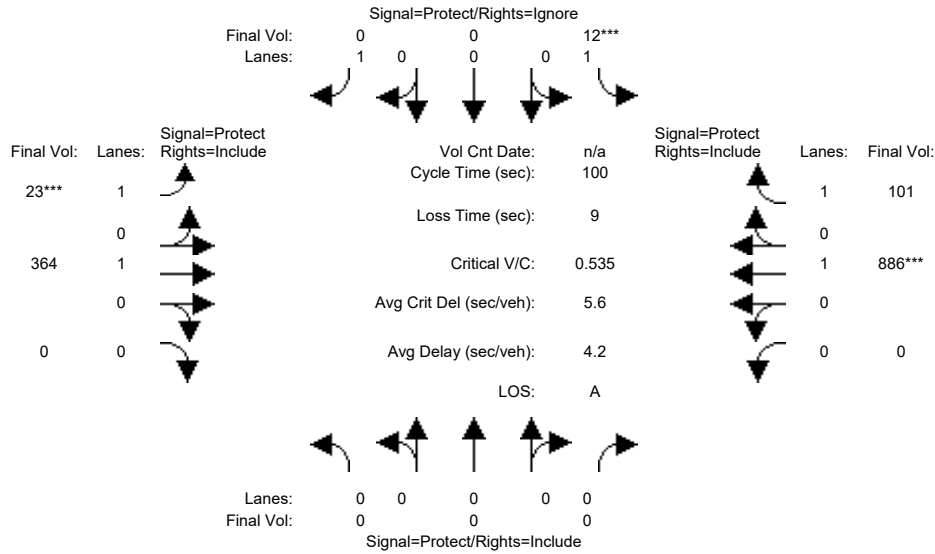 Signal=Protect/Rights=Ignore
Final Vol: 0 0 12***
Lanes: 1 0 0 0 1
Signal=Protect
Final Vol: Lanes: Rights=Include
Vol Cnt Date: n/a
Signal=Protect
Rights=Include Lanes: Final Vol:
Cycle Time (sec): 100
23*** 1
1 101
Loss Time (sec): 9
0
0
364 1
Critical V/C: 0.535
1 886***
0
Avg Crit Del (sec/veh): 5.6
0
0 0
Avg Delay (sec/veh): 4.2
0 0
LOS: A
Lanes: 0 0 0 0 0
Final Vol: 0 0 0
Signal=Protect/Rights=Include